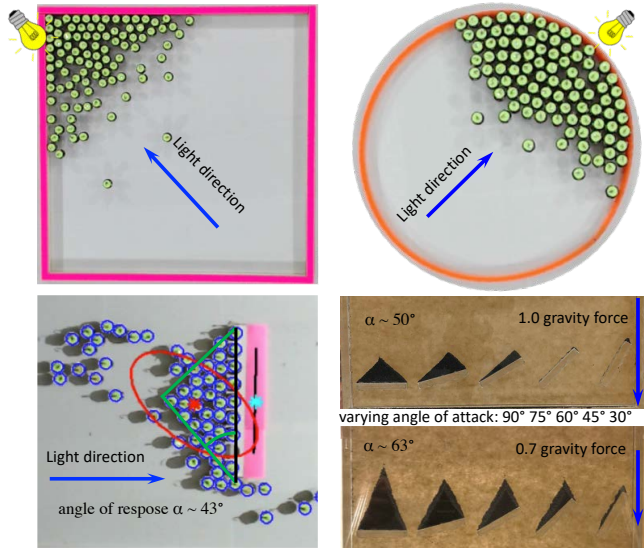 Light direction
Light direction
Light direction
angle of respose α ~ 43°
α ~ 50°
1.0 gravity force
varying angle of attack: 90° 75° 60° 45° 30°
α ~ 63°
0.7 gravity force